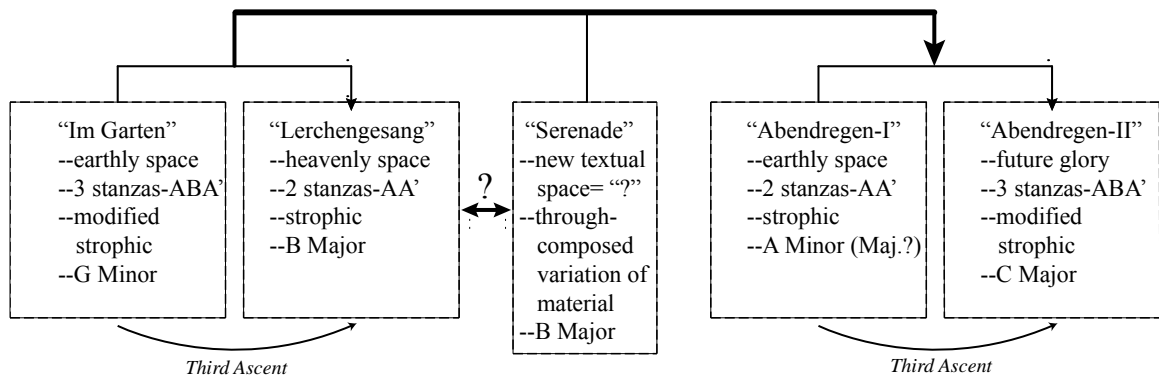 “Im Garten”
--earthly space
--3 stanzas-ABA’
--modified
strophic
--G Minor
“Lerchengesang”
--heavenly space
--2 stanzas-AA’
--strophic
--B Major
?
“Serenade”
--new textual
space= “?”
--through-
composed
variation of
material
--B Major
“Abendregen-I”
--earthly space
--2 stanzas-AA’
--strophic
--A Minor (Maj.?)
“Abendregen-II”
--future glory
--3 stanzas-ABA’
--modified
strophic
--C Major
Third Ascent
Third Ascent